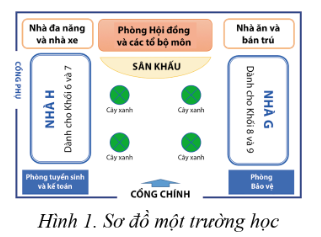 Nhà đa năng
và nhà xe
Phòng Hội đồng
và các tổ bộ môn
Nhà ăn và
bán trú
SÂN KHẤU
CỔNG PHỤ
NHÀ H
Dành cho Khối 6 và 7
Cây xanh
Cây xanh
Cây xanh
Cây xanh
NHÀ G
Dành cho Khối 8 và 9
Phòng tuyển sinh
và kế toán
CỔNG CHÍNH
Phòng
Bảo vệ
Hình 1. Sơ đồ một trường học